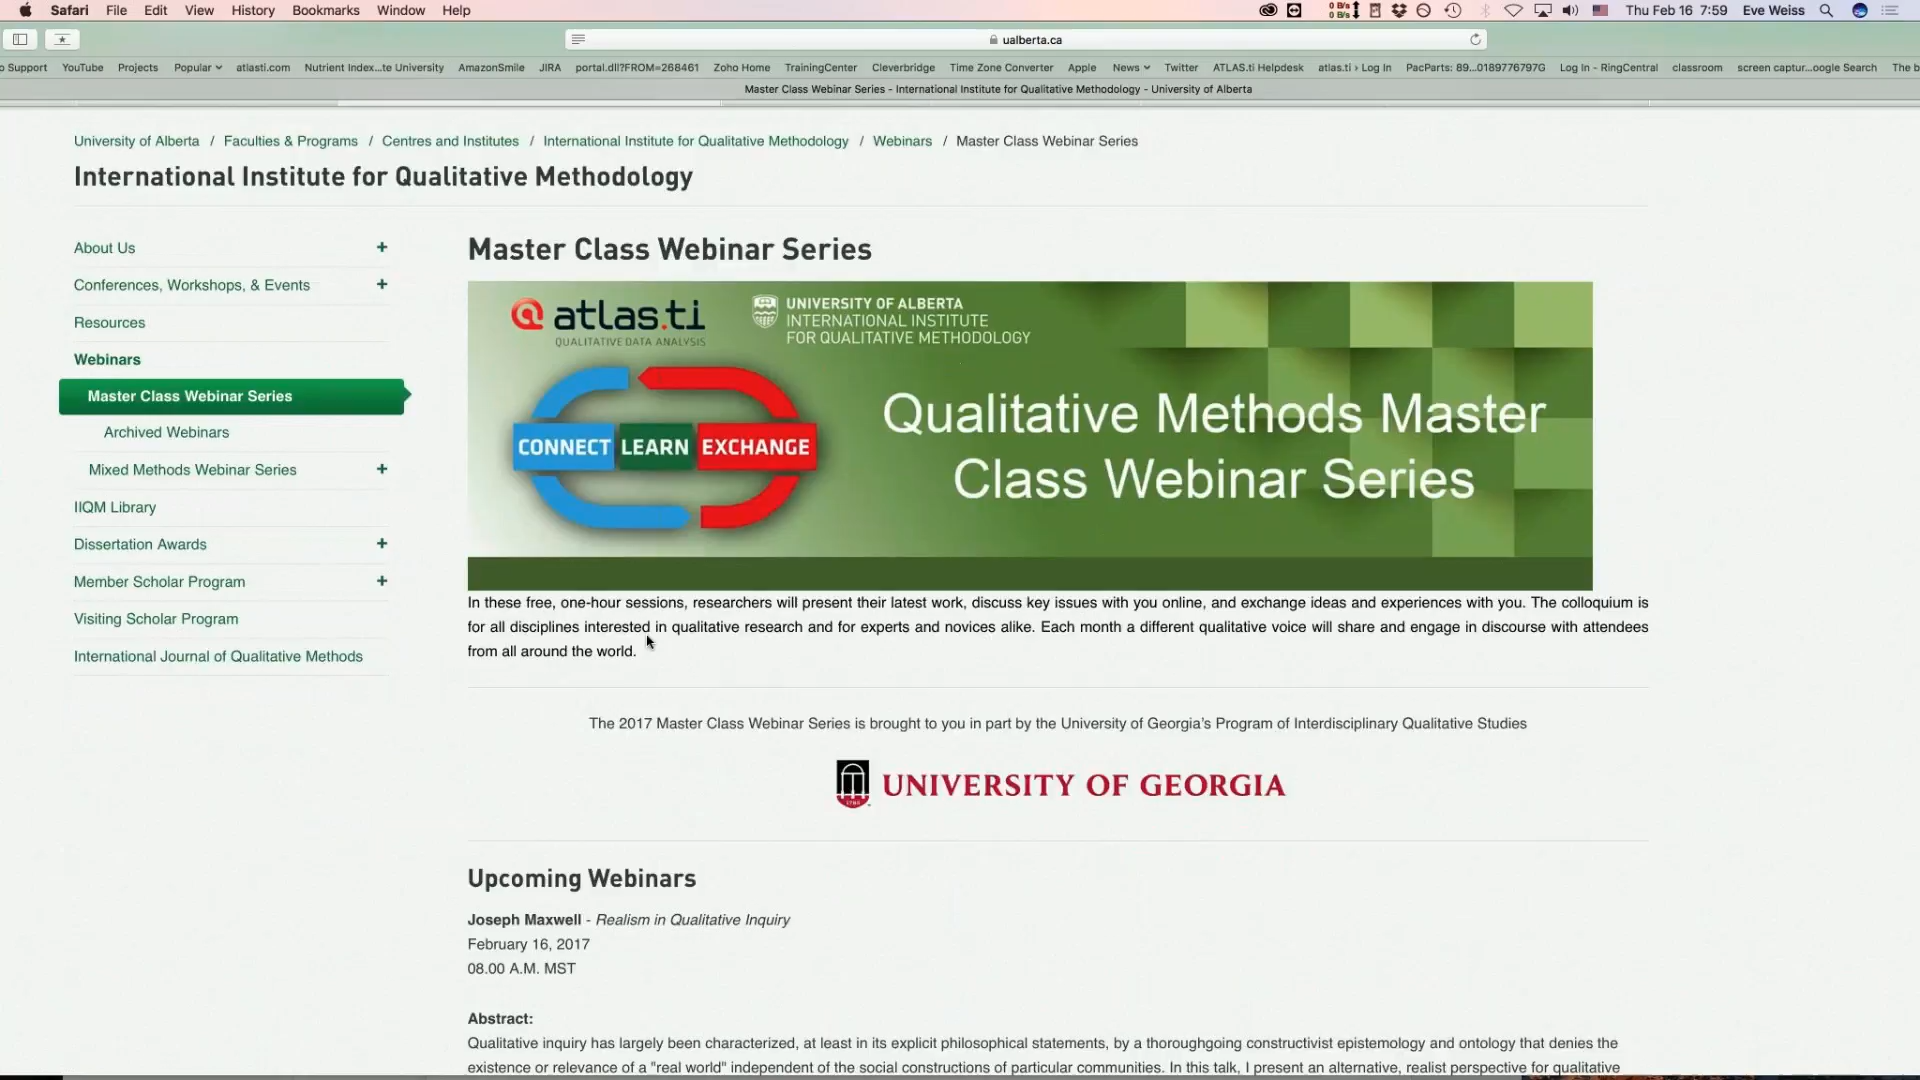 Safari File Edit View History Bookmarks Window Help
0 B/s
0 B/s
Thu Feb 16 7:59 Eve Weiss
ualberta.ca
o Support YouTube Projects Popular atlasti.com Nutrient Index...te University AmazonSmile JIRA portal.dll?FROM=268461 Zoho Home TrainingCenter Cleverbridge Time Zone Converter Apple News Twitter ATLAS.ti Helpdesk atlas.ti › Log In PacParts: 89...0189776797G Log In - RingCentral classroom screen captur...oogle Search The b
Master Class Webinar Series - International Institute for Qualitative Methodology - University of Alberta
University of Alberta / Faculties & Programs / Centres and Institutes / International Institute for Qualitative Methodology / Webinars / Master Class Webinar Series
International Institute for Qualitative Methodology
About Us +
Conferences, Workshops, & Events +
Resources
Webinars
Master Class Webinar Series
Archived Webinars
Mixed Methods Webinar Series +
IIQM Library
Dissertation Awards +
Member Scholar Program +
Visiting Scholar Program
International Journal of Qualitative Methods
Master Class Webinar Series
atlas.ti
QUALITATIVE DATA ANALYSIS
UNIVERSITY OF ALBERTA
INTERNATIONAL INSTITUTE
FOR QUALITATIVE METHODOLOGY
CONNECT LEARN EXCHANGE
Qualitative Methods Master
Class Webinar Series
In these free, one-hour sessions, researchers will present their latest work, discuss key issues with you online, and exchange ideas and experiences with you. The colloquium is
for all disciplines interested in qualitative research and for experts and novices alike. Each month a different qualitative voice will share and engage in discourse with attendees
from all around the world.
The 2017 Master Class Webinar Series is brought to you in part by the University of Georgia's Program of Interdisciplinary Qualitative Studies
1785
UNIVERSITY OF GEORGIA
Upcoming Webinars
Joseph Maxwell - Realism in Qualitative Inquiry
February 16, 2017
08.00 A.M. MST
Abstract:
Qualitative inquiry has largely been characterized, at least in its explicit philosophical statements, by a thoroughgoing constructivist epistemology and ontology that denies the
existence or relevance of a "real world" independent of the social constructions of particular communities. In this talk, I present an alternative, realist perspective for qualitative